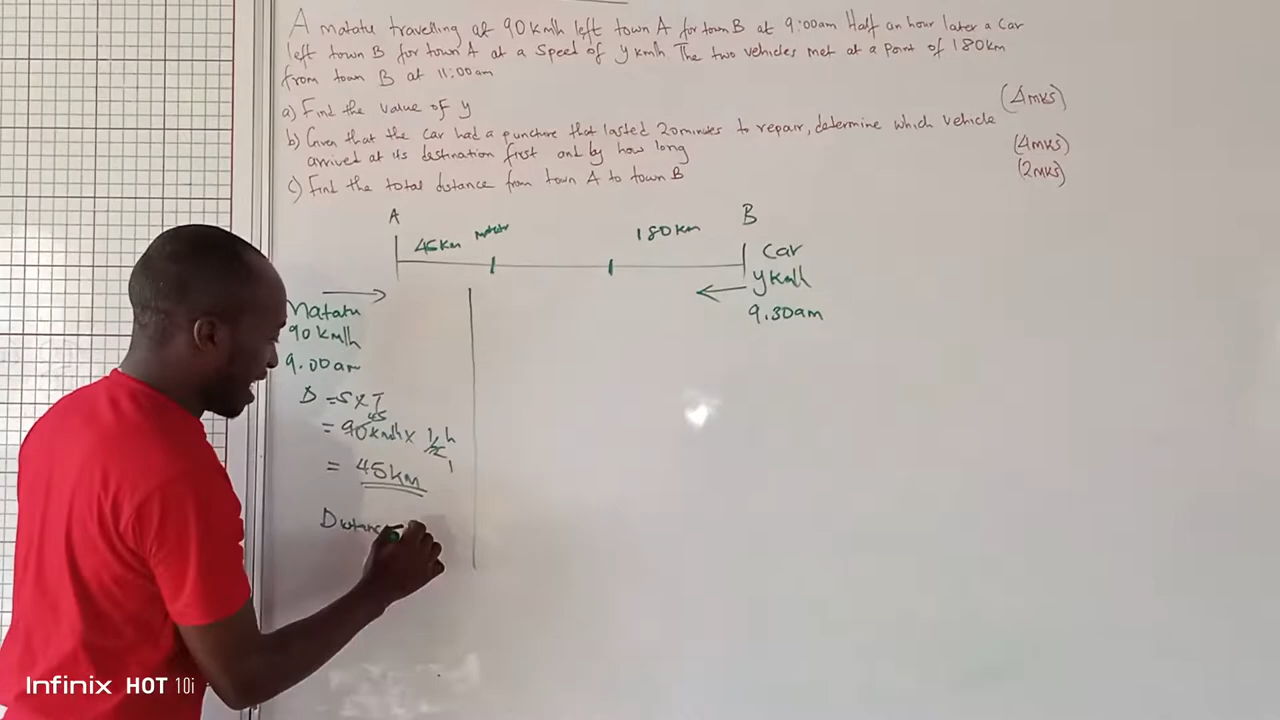 A matatu travelling at 90km/h left town A for town B at 9:00am Half an hour later a car
left town B for town A at a speed of y km/h The two vehicles met at a point of 180km
from town B at 11:00am
a) Find the value of y (4mks)
b) Given that the car had a puncture that lasted 20minutes to repair, determine which vehicle
arrived at its destination first and by how long (4mks)
c) Find the total distance from town A to town B (2mks)
A B
45km matatu 180km
Car
ykm/h
9.30am
Matatu
90km/h
9.00am
D = S x T
= 90km/h x 1/2 h
45
1
= 45km
Distance
Infinix HOT 10i